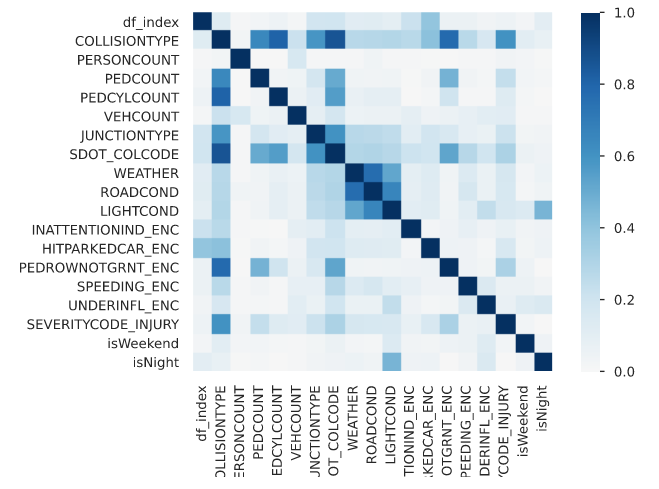 df_index
COLLISIONTYPE
PERSONCOUNT
PEDCOUNT
PEDCYLCOUNT
VEHCOUNT
JUNCTIONTYPE
SDOT_COLCODE
WEATHER
ROADCOND
LIGHTCOND
INATTENTIONIND_ENC
HITPARKEDCAR_ENC
PEDROWNOTGRNT_ENC
SPEEDING_ENC
UNDERINFL_ENC
SEVERITYCODE_INJURY
isWeekend
isNight
df_index
OLLISIONTYPE
ERSONCOUNT
PEDCOUNT
EDCYLCOUNT
VEHCOUNT
UNCTIONTYPE
OT_COLCODE
WEATHER
ROADCOND
LIGHTCOND
TIONIND_ENC
KEDCAR_ENC
OTGRNT_ENC
PEEDING_ENC
DERINFL_ENC
YCODE_INJURY
isWeekend
isNight
1.0
0.8
0.6
0.4
0.2
0.0